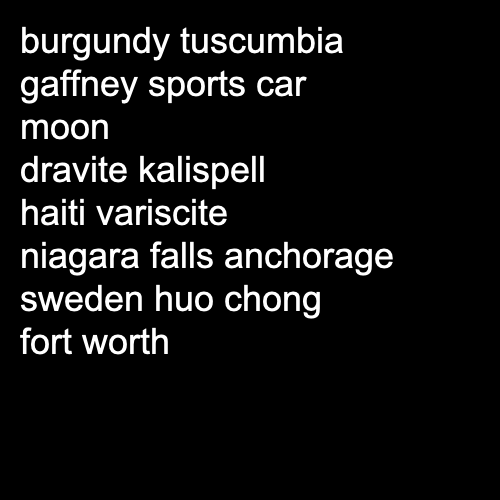 burgundy tuscumbia
gaffney sports car
moon
dravite kalispell
haiti variscite
niagara falls anchorage
sweden huo chong
fort worth